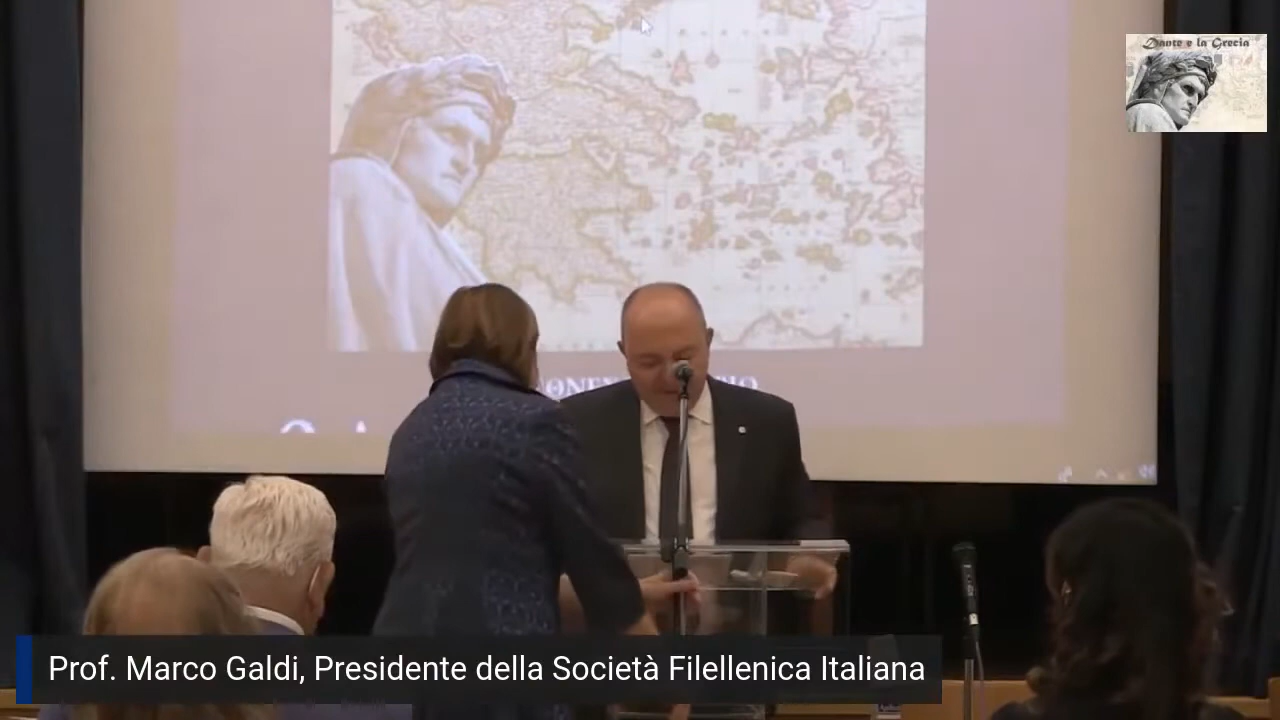 Dante e la Grecia
Prof. Marco Galdi, Presidente della Società Filellenica Italiana